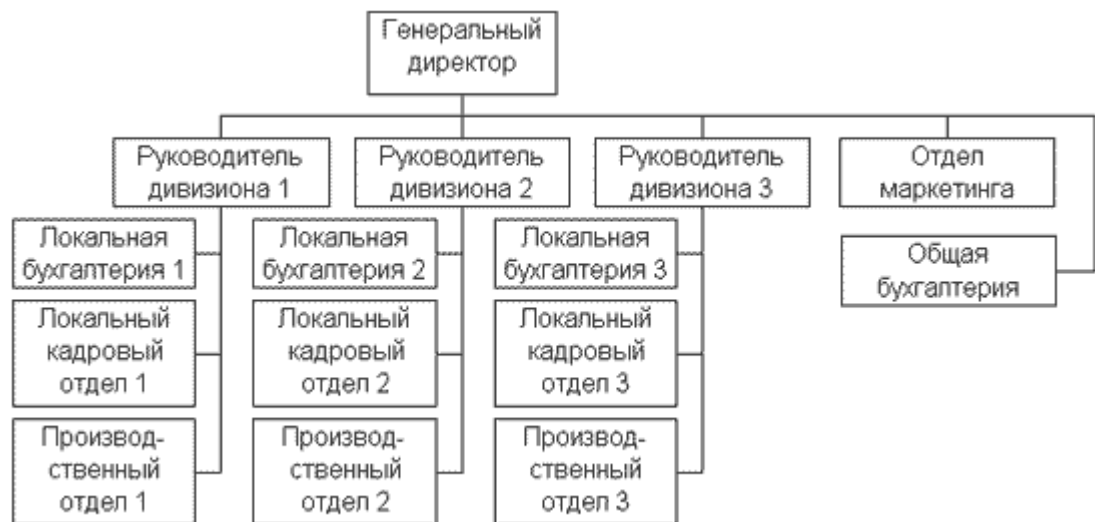 Генеральный
директор
Руководитель
дивизиона 1
Руководитель
дивизиона 2
Руководитель
дивизиона 3
Отдел
маркетинга
Локальная
бухгалтерия 1
Локальная
бухгалтерия 2
Локальная
бухгалтерия 3
Общая
бухгалтерия
Локальный
кадровый
отдел 1
Локальный
кадровый
отдел 2
Локальный
кадровый
отдел 3
Производ-
ственный
отдел 1
Производ-
ственный
отдел 2
Производ-
ственный
отдел 3